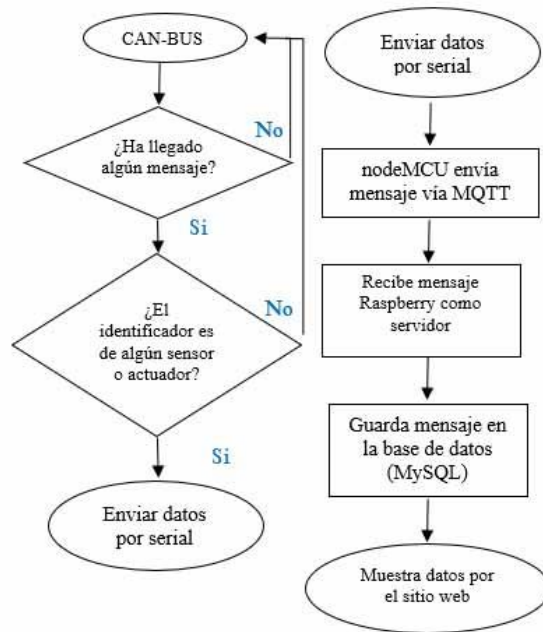 CAN-BUS
¿Ha llegado
algún mensaje?
No
Si
¿El
identificador es
de algún sensor
o actuador?
No
Si
Enviar datos
por serial
Enviar datos
por serial
nodeMCU envía
mensaje vía MQTT
Recibe mensaje
Raspberry como
servidor
Guarda mensaje en
la base de datos
(MySQL)
Muestra datos por
el sitio web